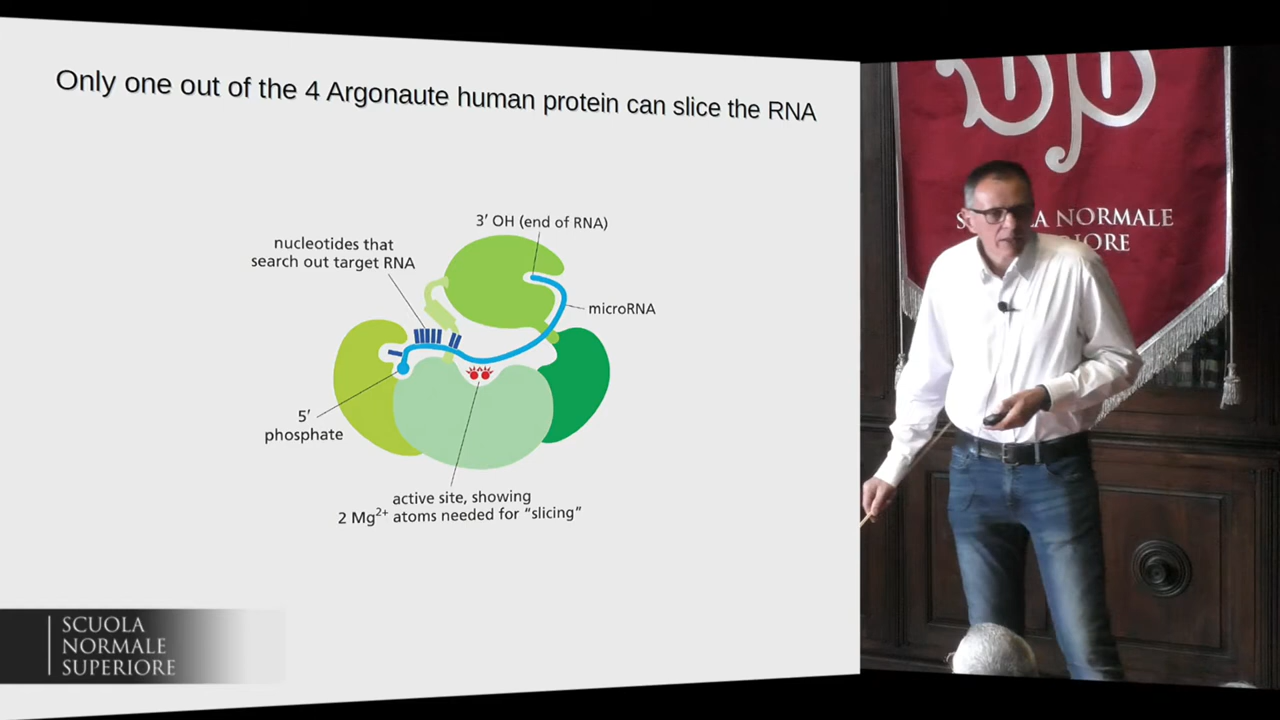 Only one out of the 4 Argonaute human protein can slice the RNA
3′ OH (end of RNA)
nucleotides that
search out target RNA
microRNA
5′
phosphate
active site, showing
2 Mg²⁺ atoms needed for “slicing”
SCUOLA
NORMALE
SUPERIORE
NORMALE